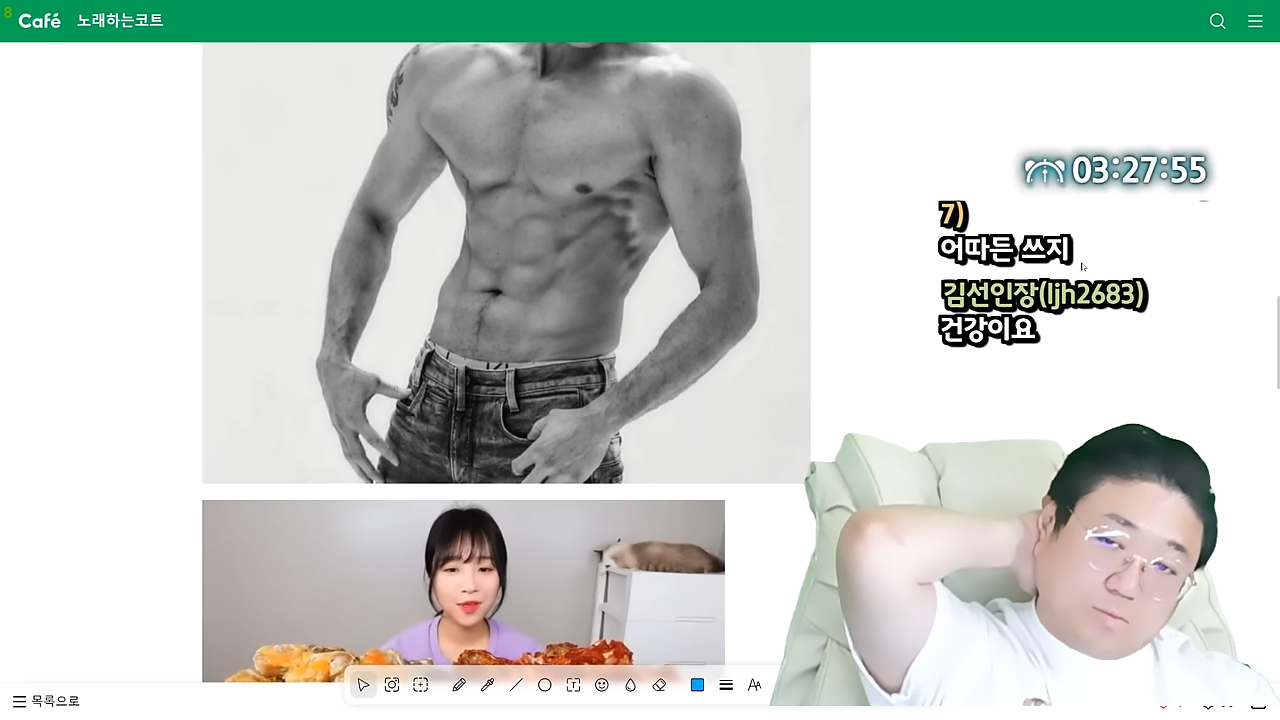 8
Café 노래하는코트
03:27:55
7)
어따든 쓰지
김선인장(ljh2683)
건강이요
목록으로